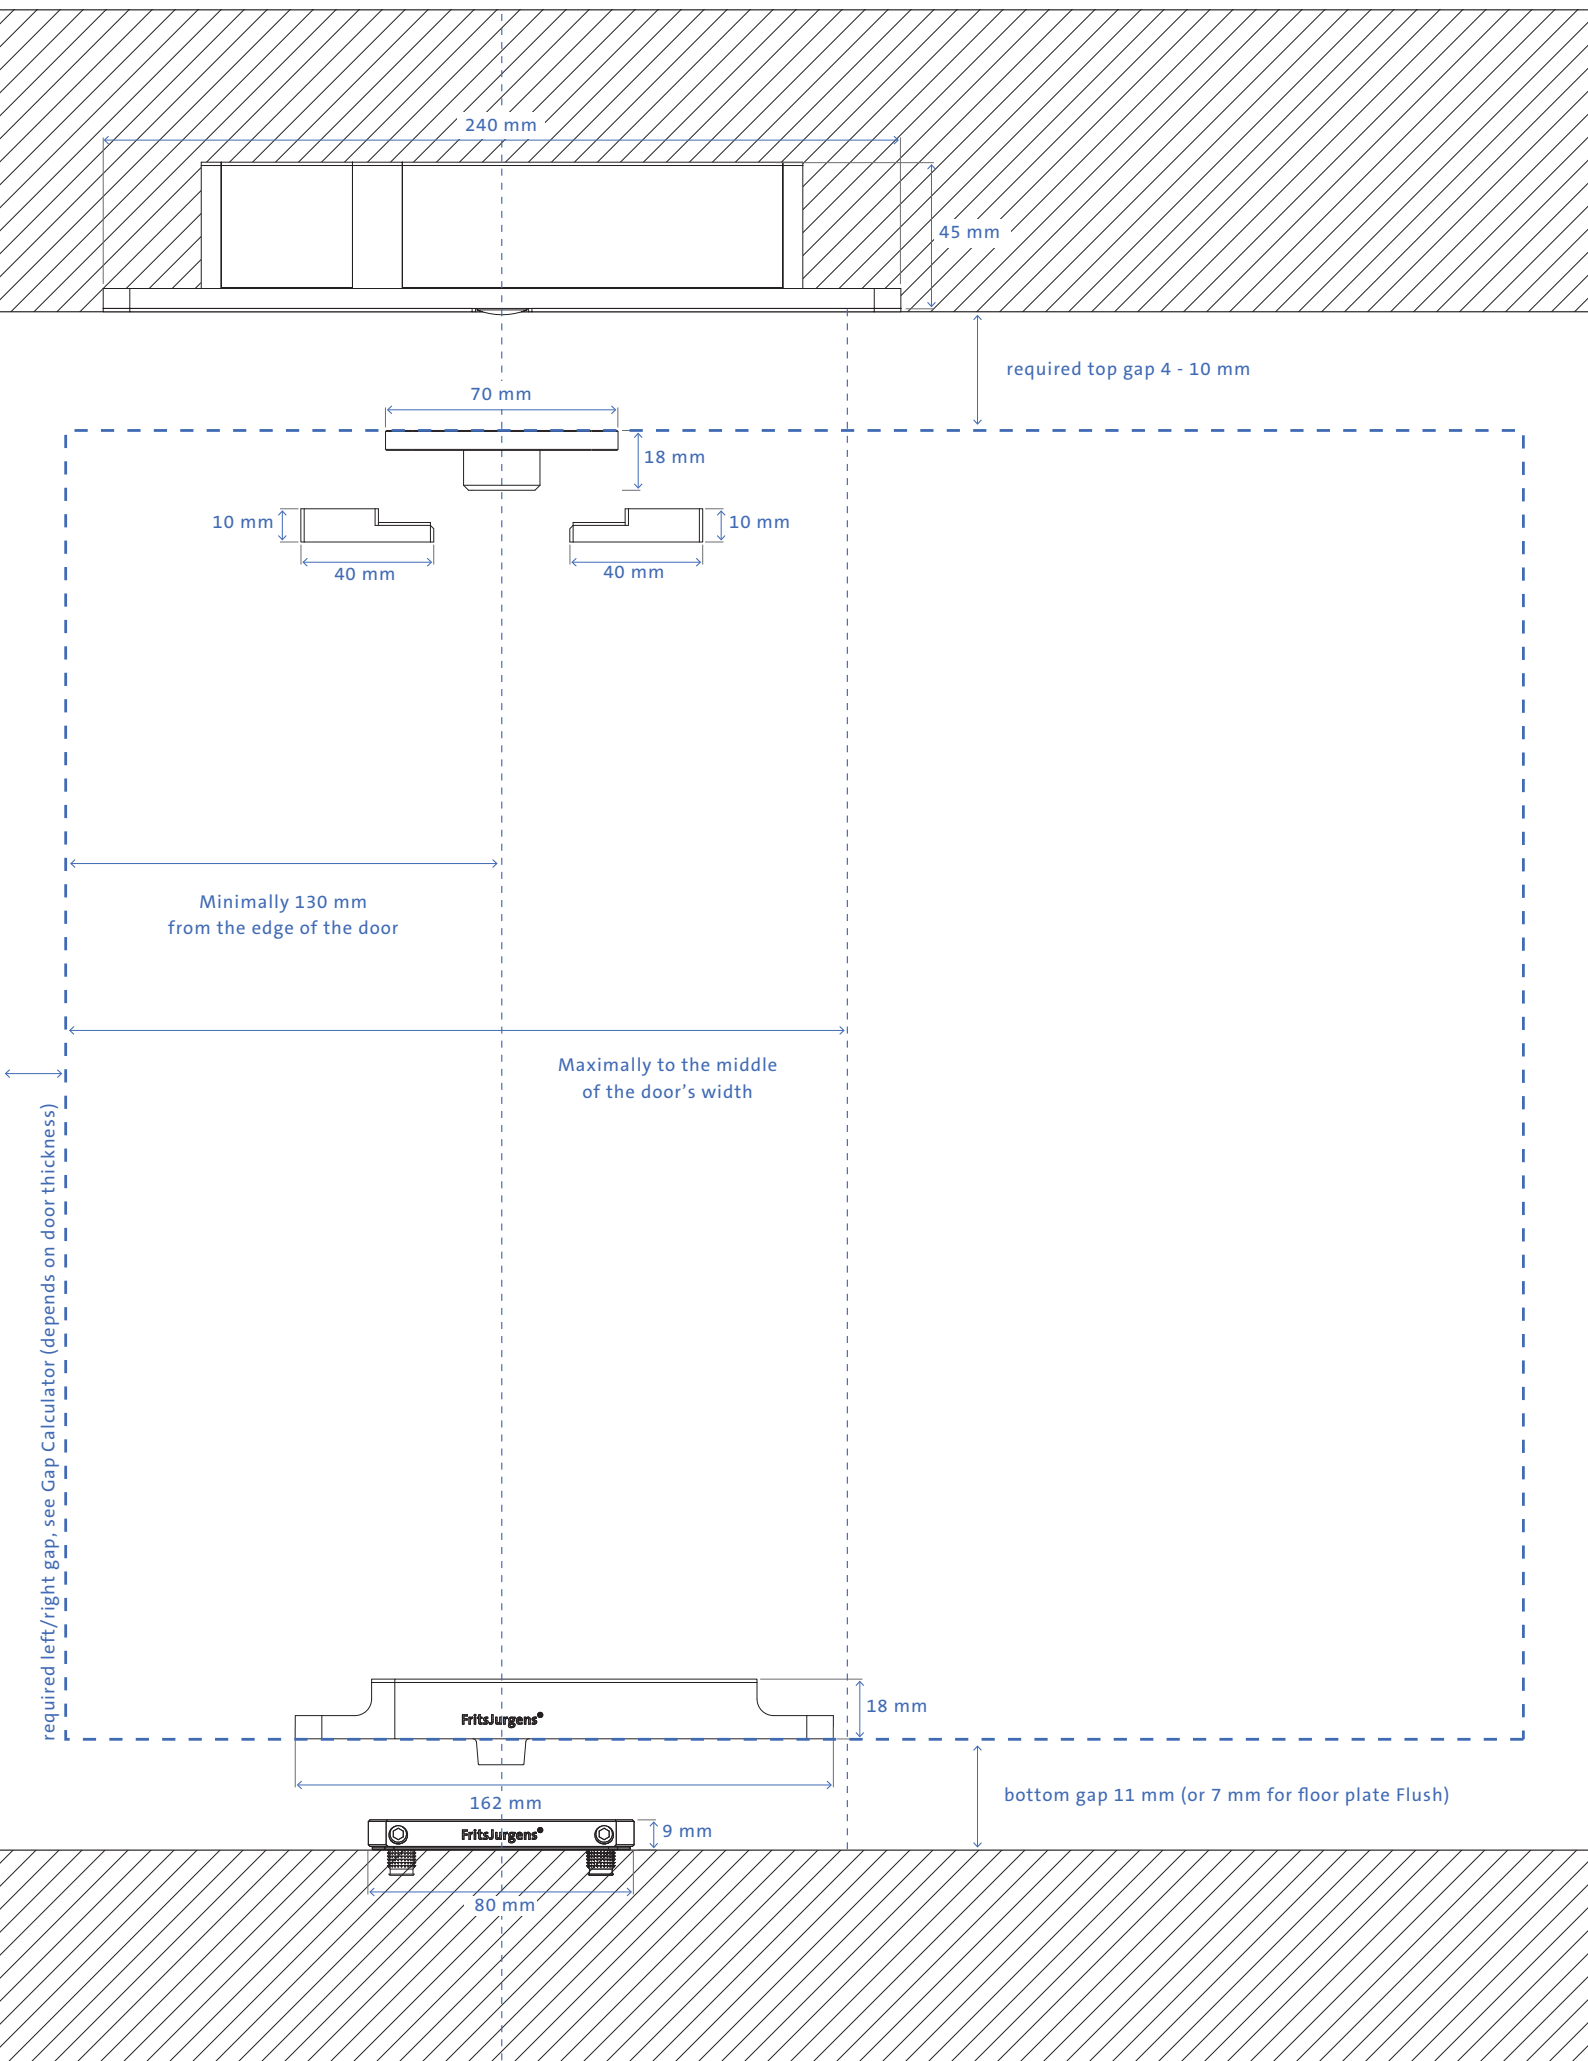 240 mm
45 mm
required top gap 4 - 10 mm
70 mm
18 mm
10 mm
10 mm
40 mm
40 mm
Minimally 130 mm
from the edge of the door
Maximally to the middle
of the door’s width
required left/right gap, see Gap Calculator (depends on door thickness)
18 mm
FritsJurgens®
bottom gap 11 mm (or 7 mm for floor plate Flush)
162 mm
9 mm
FritsJurgens®
80 mm